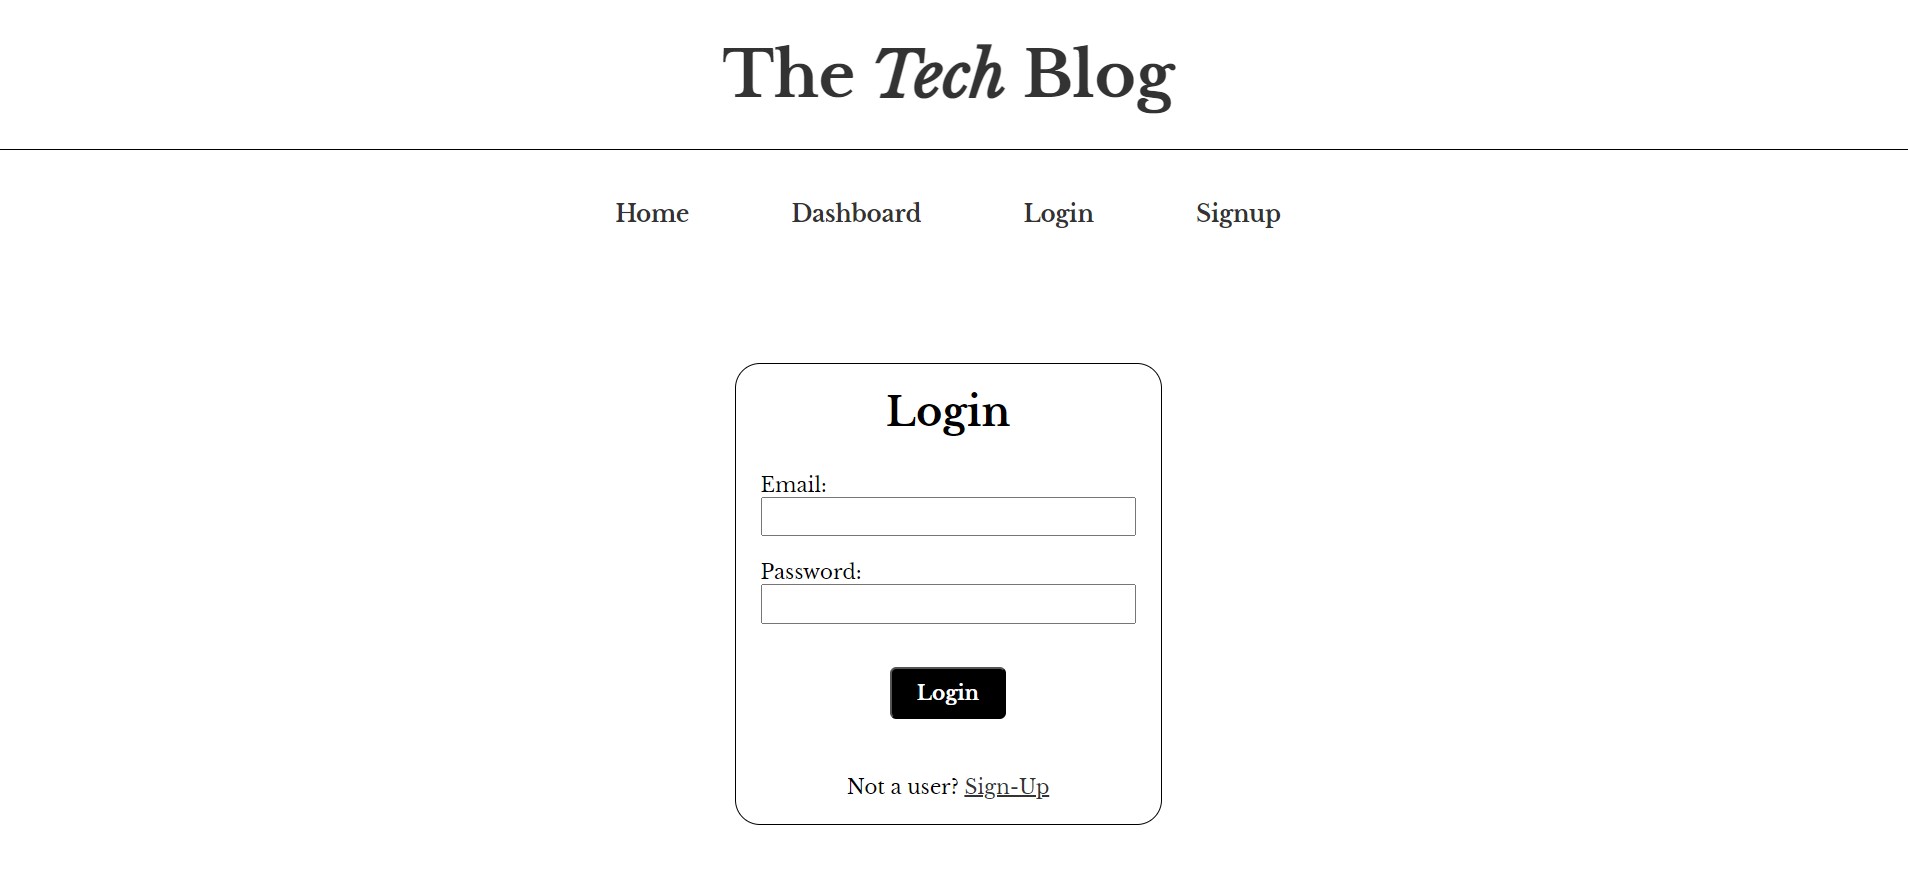 The Tech Blog
Home Dashboard Login Signup
Login
Email:
Password:
Login
Not a user? Sign-Up